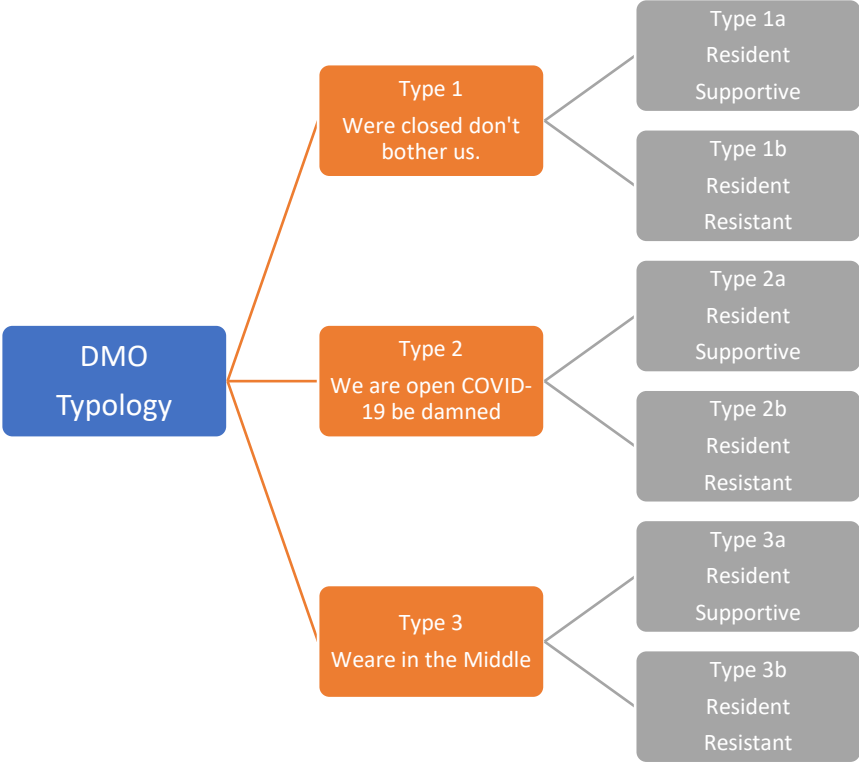 DMO
Typology
Type 1
Were closed don't
bother us.
Type 1a
Resident
Supportive
Type 1b
Resident
Resistant
Type 2
We are open COVID-
19 be damned
Type 2a
Resident
Supportive
Type 2b
Resident
Resistant
Type 3
Weare in the Middle
Type 3a
Resident
Supportive
Type 3b
Resident
Resistant